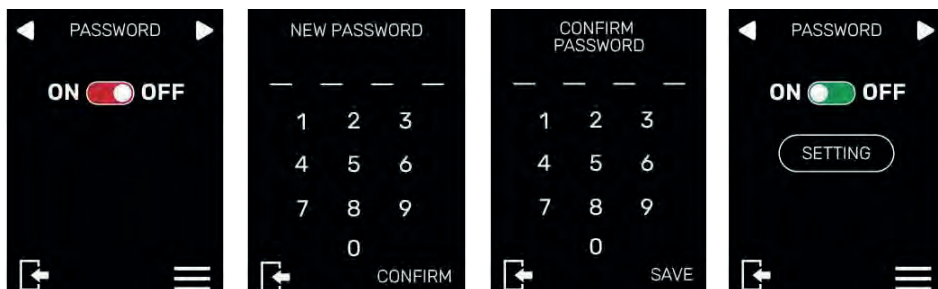 PASSWORD
ON OFF
NEW PASSWORD
_ _ _ _
1 2 3
4 5 6
7 8 9
0
CONFIRM
CONFIRM
PASSWORD
_ _ _ _
1 2 3
4 5 6
7 8 9
0
SAVE
PASSWORD
ON OFF
SETTING